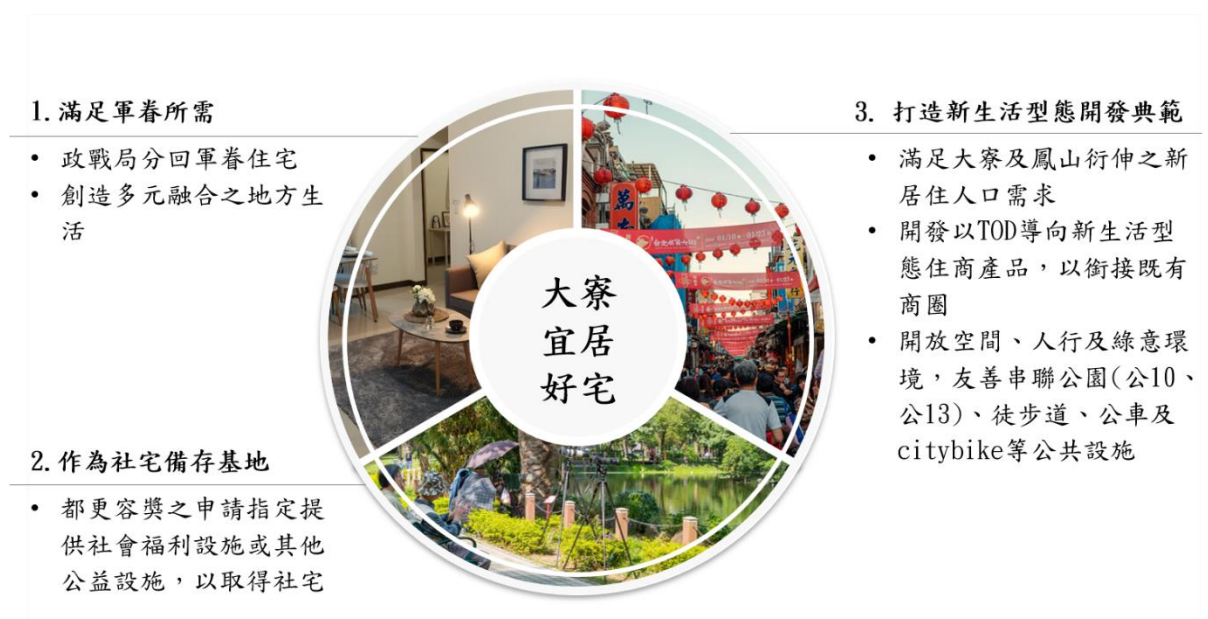 1.滿足軍眷所需
• 政戰局分回軍眷住宅
• 創造多元融合之地方生
活
2.作為社宅備存基地
• 都更容獎之申請指定提
供社會福利設施或其他
公益設施，以取得社宅
大寮
宜居
好宅
3. 打造新生活型態開發典範
• 滿足大寮及鳳山衍伸之新
居住人口需求
• 開發以TOD導向新生活型
態住商產品，以銜接既有
商圈
• 開放空間、人行及綠意環
境，友善串聯公園(公10、
公13)、徒步道、公車及
citybike等公共設施